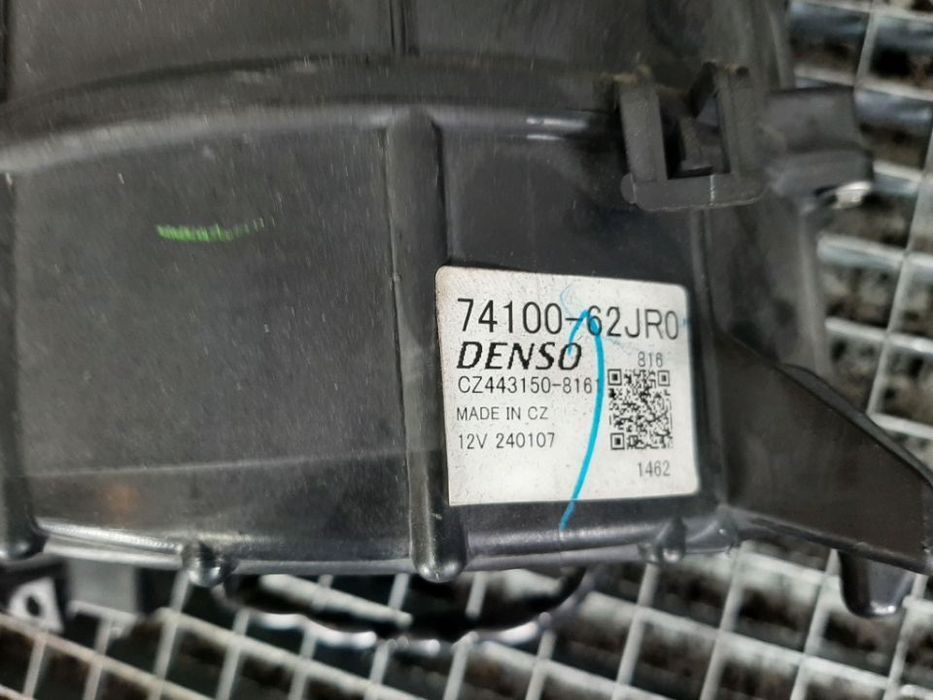 74100-62JR0
DENSO
816
CZ443150-8161
MADE IN CZ
12V 240107
1462